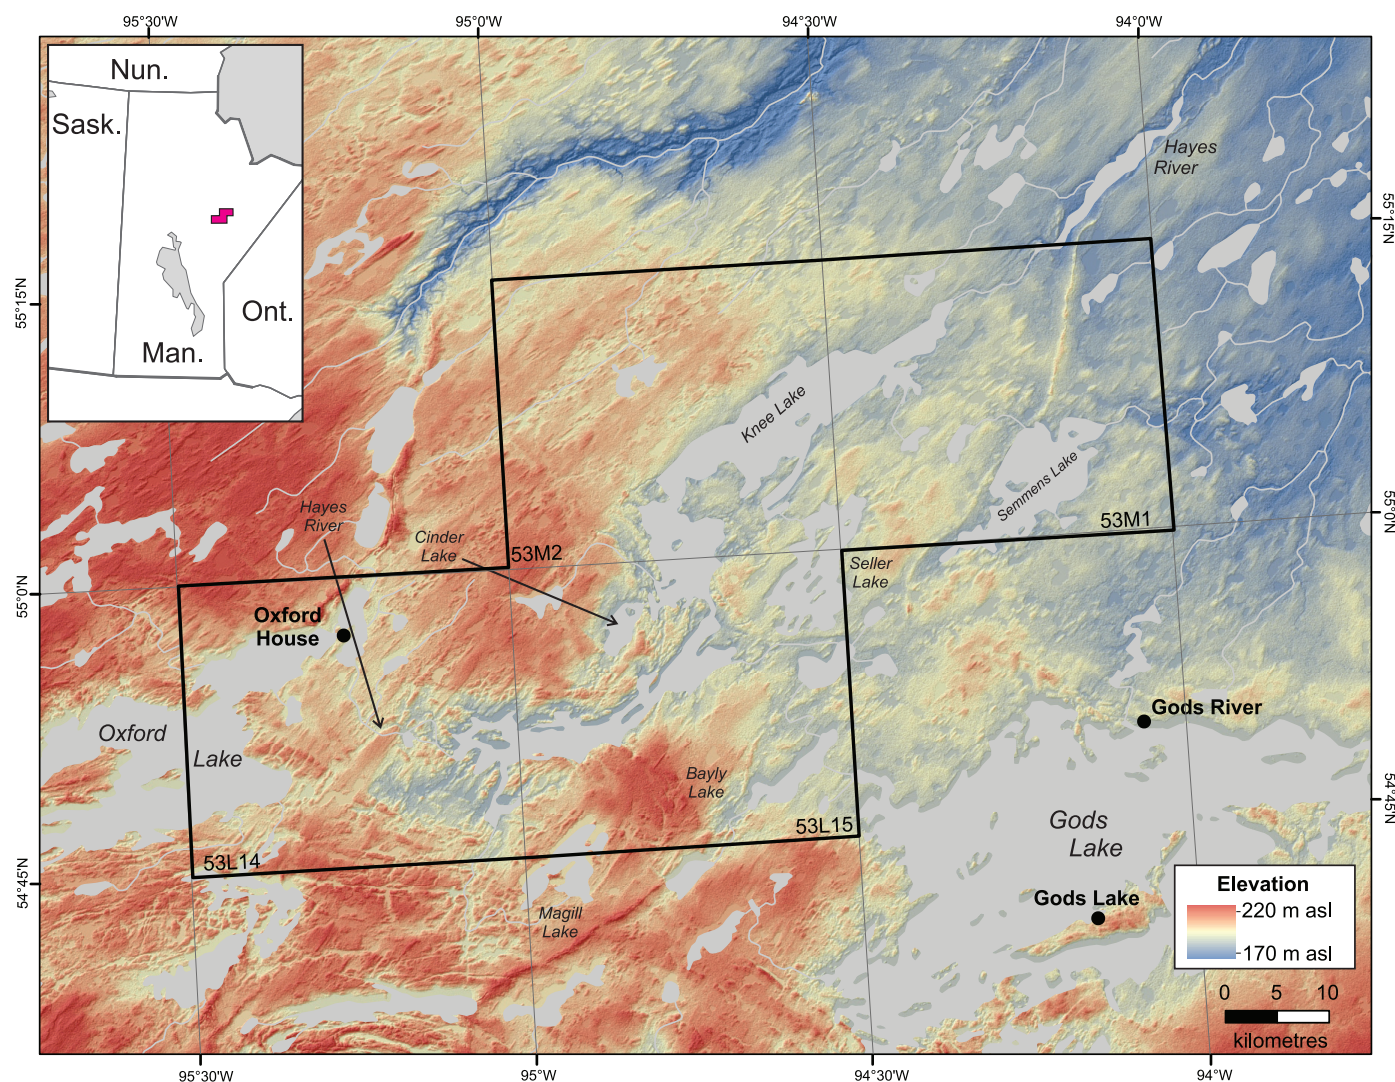 95°30'W
95°0'W
94°30'W
94°0'W
Nun.
Sask.
Ont.
Man.
Hayes
River
55°15'N
55°15'N
Knee Lake
Semmens Lake
Hayes
River
Cinder
Lake
53M2
53M1
55°0'N
Seller
Lake
55°0'N
Oxford
House
Oxford
Lake
Gods River
Bayly
Lake
54°45'N
53L15
Gods
Lake
53L14
54°45'N
Magill
Lake
Gods Lake
Elevation
220 m asl
170 m asl
0 5 10
kilometres
95°30'W
95°0'W
94°30'W
94°W